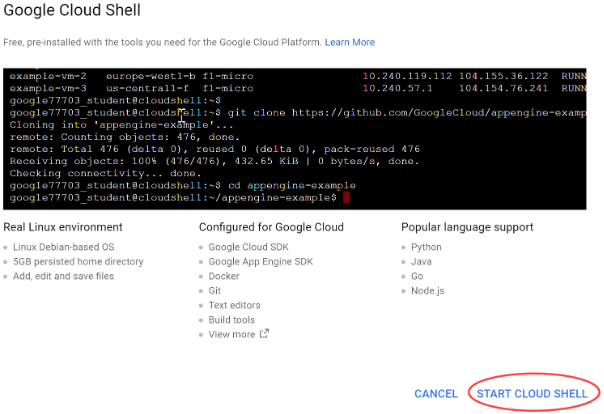 Google Cloud Shell
Free, pre-installed with the tools you need for the Google Cloud Platform. Learn More
example-vm-2 europe-west1-b f1-micro 10.240.119.112 104.155.36.122 RUNN
example-vm-3 us-central1-f f1-micro 10.240.57.1 104.154.76.241 RUNN
google77703_student@cloudshell:~$
google77703_student@cloudshell:~$ git clone https://github.com/GoogleCloud/appengine-examp
Cloning into 'appengine-example'...
remote: Counting objects: 476, done.
remote: Total 476 (delta 0), reused 0 (delta 0), pack-reused 476
Receiving objects: 100% (476/476), 432.65 KiB | 0 bytes/s, done.
Checking connectivity... done.
google77703_student@cloudshell:~$ cd appengine-example
google77703_student@cloudshell:~/appengine-example$
Real Linux environment
Linux Debian-based OS
5GB persisted home directory
Add, edit and save files
Configured for Google Cloud
Google Cloud SDK
Google App Engine SDK
Docker
Git
Text editors
Build tools
View more
Popular language support
Python
Java
Go
Node.js
CANCEL START CLOUD SHELL